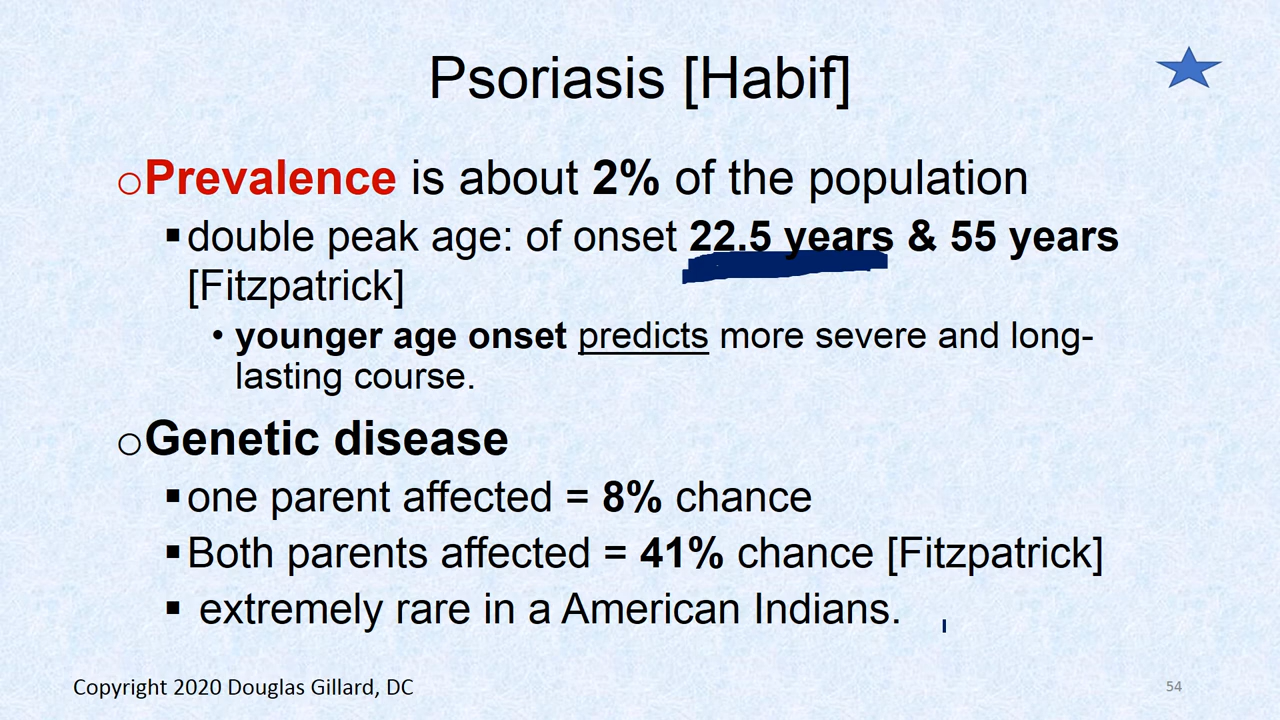 Psoriasis [Habif]
oPrevalence is about 2% of the population
▪double peak age: of onset 22.5 years & 55 years
[Fitzpatrick]
• younger age onset predicts more severe and long-
lasting course.
oGenetic disease
▪one parent affected = 8% chance
▪Both parents affected = 41% chance [Fitzpatrick]
▪ extremely rare in a American Indians.
Copyright 2020 Douglas Gillard, DC
54